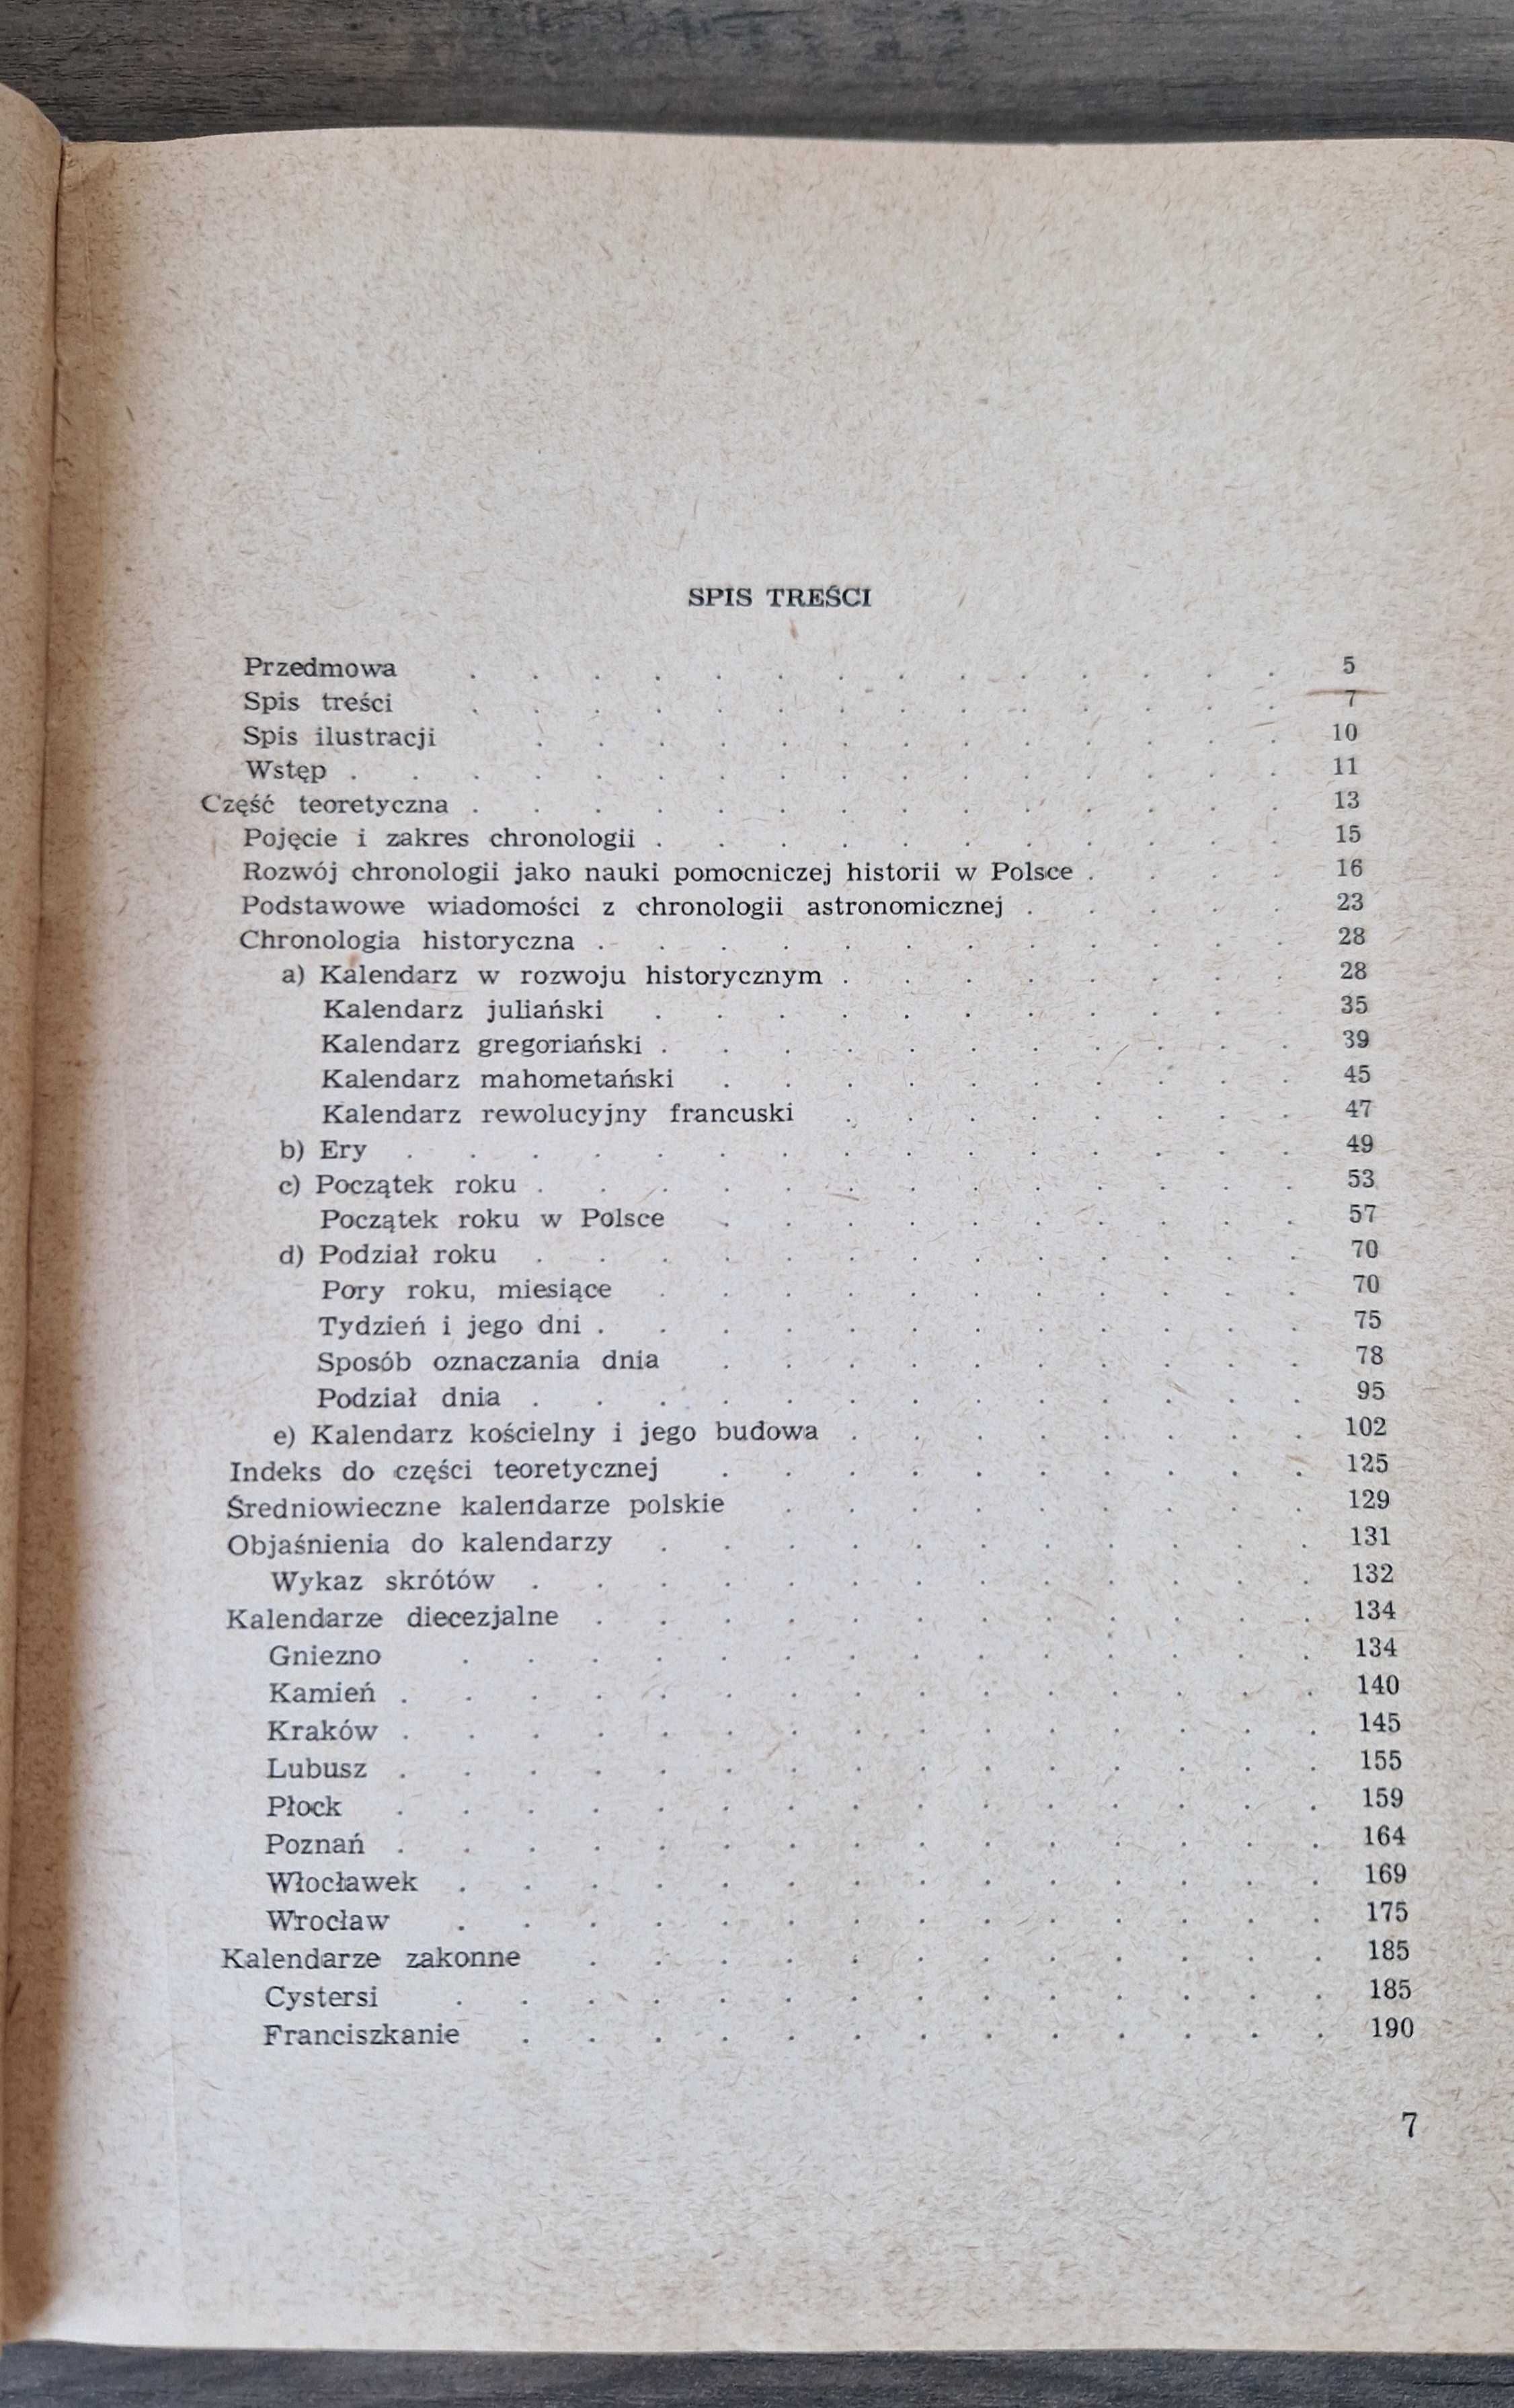 SPIS TREŚCI
Przedmowa . . . . . . . . . . . . . . 5
Spis treści . . . . . . . . . . . . . . 7
Spis ilustracji . . . . . . . . . . . . . 10
Wstęp . . . . . . . . . . . . . . . . 11
Część teoretyczna . . . . . . . . . . . . . . 13
Pojęcie i zakres chronologii . . . . . . . . . . . 15
Rozwój chronologii jako nauki pomocniczej historii w Polsce . . . . 16
Podstawowe wiadomości z chronologii astronomicznej . . . . . 23
Chronologia historyczna . . . . . . . . . . . . 28
a) Kalendarz w rozwoju historycznym . . . . . . . . 28
Kalendarz juliański . . . . . . . . . . . 35
Kalendarz gregoriański . . . . . . . . . . . 39
Kalendarz mahometański . . . . . . . . . . 45
Kalendarz rewolucyjny francuski . . . . . . . . 47
b) Ery . . . . . . . . . . . . . . . 49
c) Początek roku . . . . . . . . . . . . . 53
Początek roku w Polsce . . . . . . . . . . 57
d) Podział roku . . . . . . . . . . . . . 70
Pory roku, miesiące . . . . . . . . . . . 70
Tydzień i jego dni . . . . . . . . . . . . 75
Sposób oznaczania dnia . . . . . . . . . . 78
Podział dnia . . . . . . . . . . . . . 95
e) Kalendarz kościelny i jego budowa . . . . . . . . 102
Indeks do części teoretycznej . . . . . . . . . . 125
Średniowieczne kalendarze polskie . . . . . . . . . 129
Objaśnienia do kalendarzy . . . . . . . . . . . 131
Wykaz skrótów . . . . . . . . . . . . . 132
Kalendarze diecezjalne . . . . . . . . . . . . 134
Gniezno . . . . . . . . . . . . . . 134
Kamień . . . . . . . . . . . . . . . 140
Kraków . . . . . . . . . . . . . . . 145
Lubusz . . . . . . . . . . . . . . . 155
Płock . . . . . . . . . . . . . . . 159
Poznań . . . . . . . . . . . . . . . 164
Włocławek . . . . . . . . . . . . . . 169
Wrocław . . . . . . . . . . . . . . 175
Kalendarze zakonne . . . . . . . . . . . . 185
Cystersi . . . . . . . . . . . . . . 185
Franciszkanie . . . . . . . . . . . . . 190
7